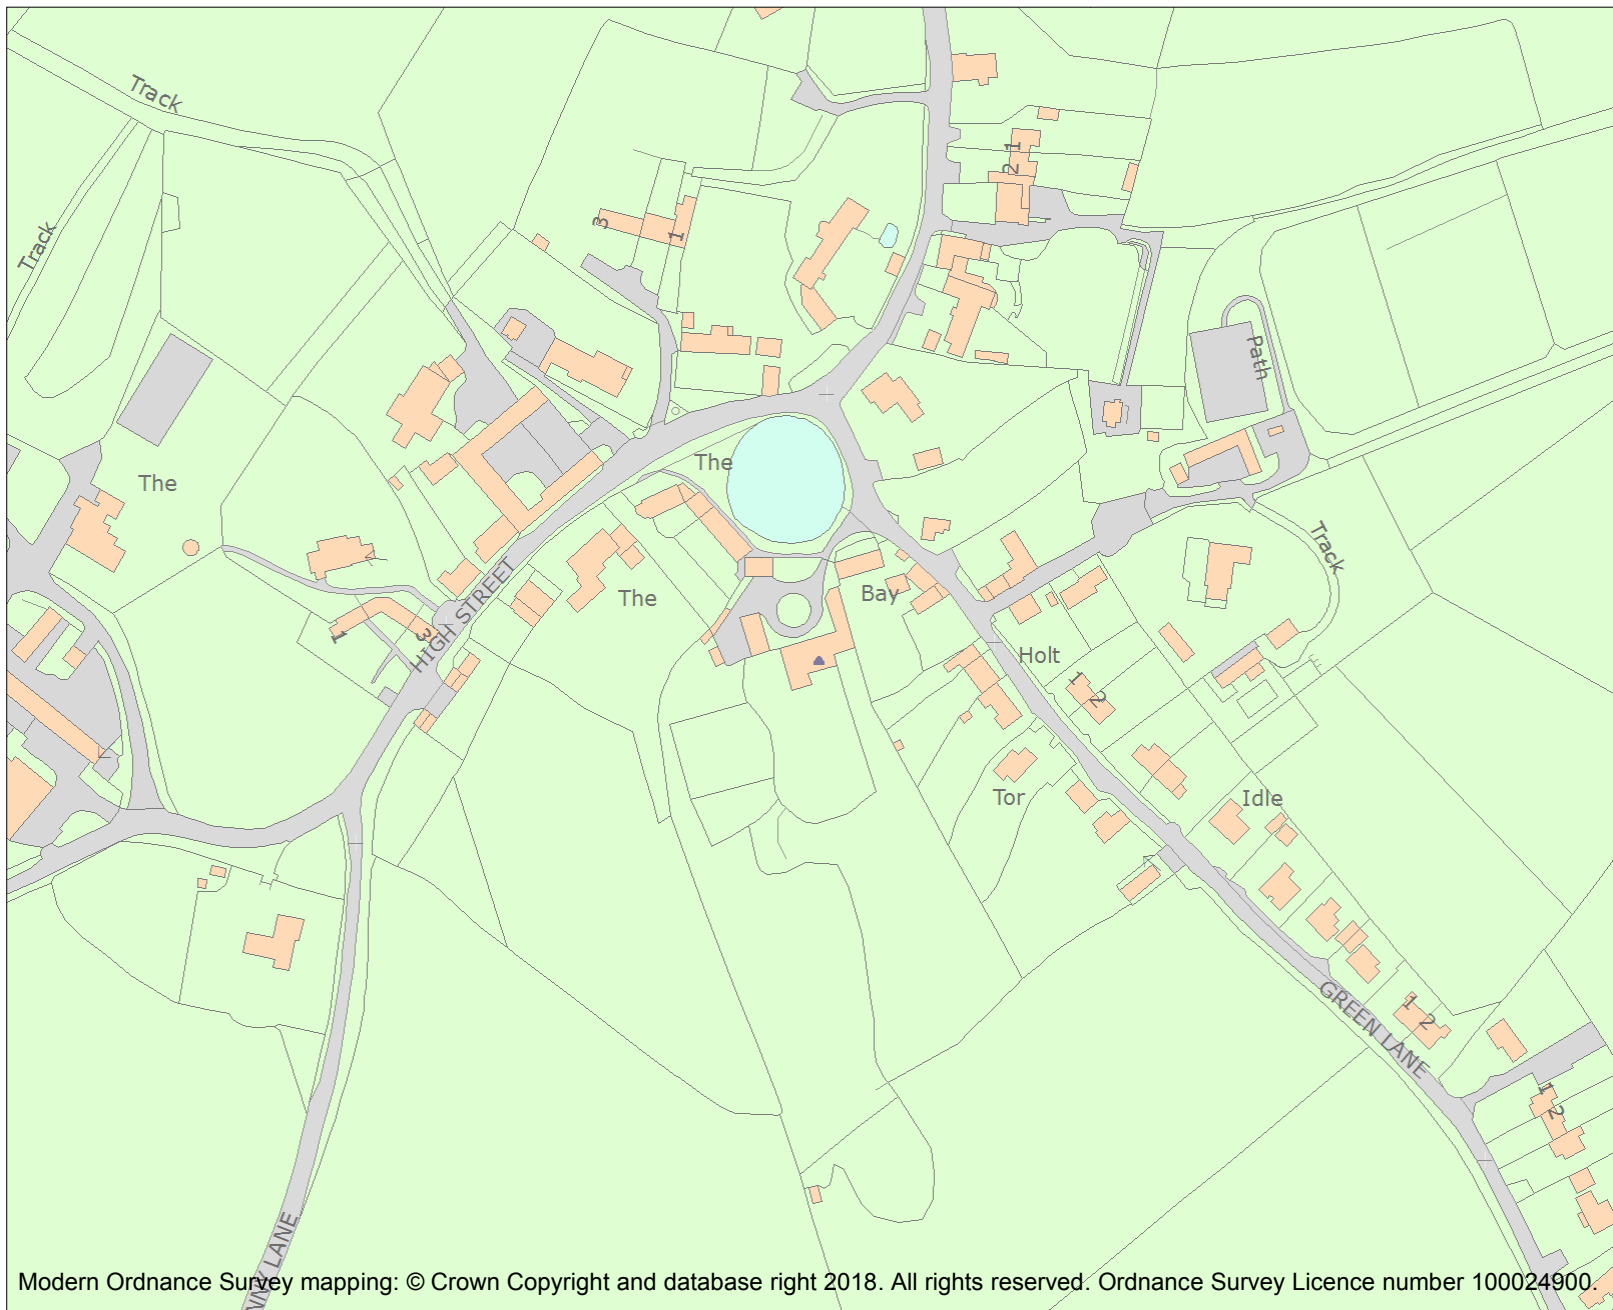 Track
Track
1
2
3
1
Path
The
The
Track
The
Bay
1
3
HIGH STREET
Holt
1
2
Tor
Idle
GREEN LANE
1
2
1
2
NNY LANE
Modern Ordnance Survey mapping: © Crown Copyright and database right 2018. All rights reserved. Ordnance Survey Licence number 100024900.